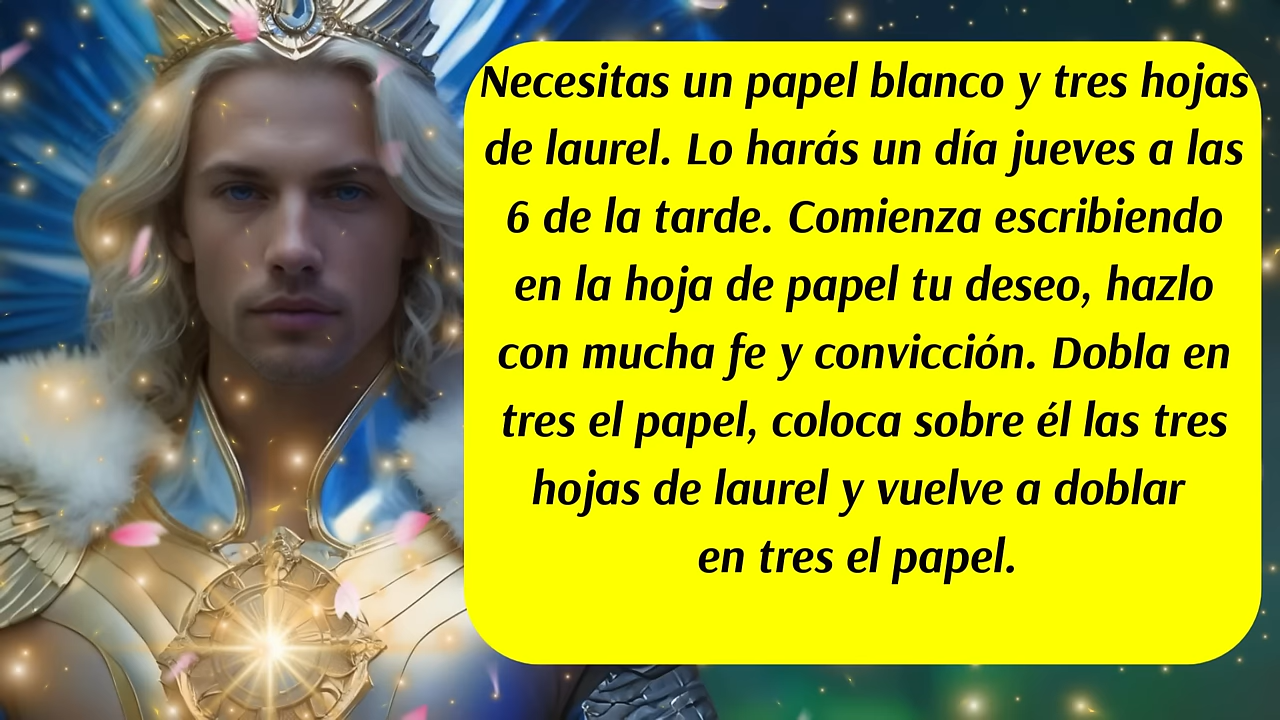 Necesitas un papel blanco y tres hojas
de laurel. Lo harás un día jueves a las
6 de la tarde. Comienza escribiendo
en la hoja de papel tu deseo, hazlo
con mucha fe y convicción. Dobla en
tres el papel, coloca sobre él las tres
hojas de laurel y vuelve a doblar
en tres el papel.